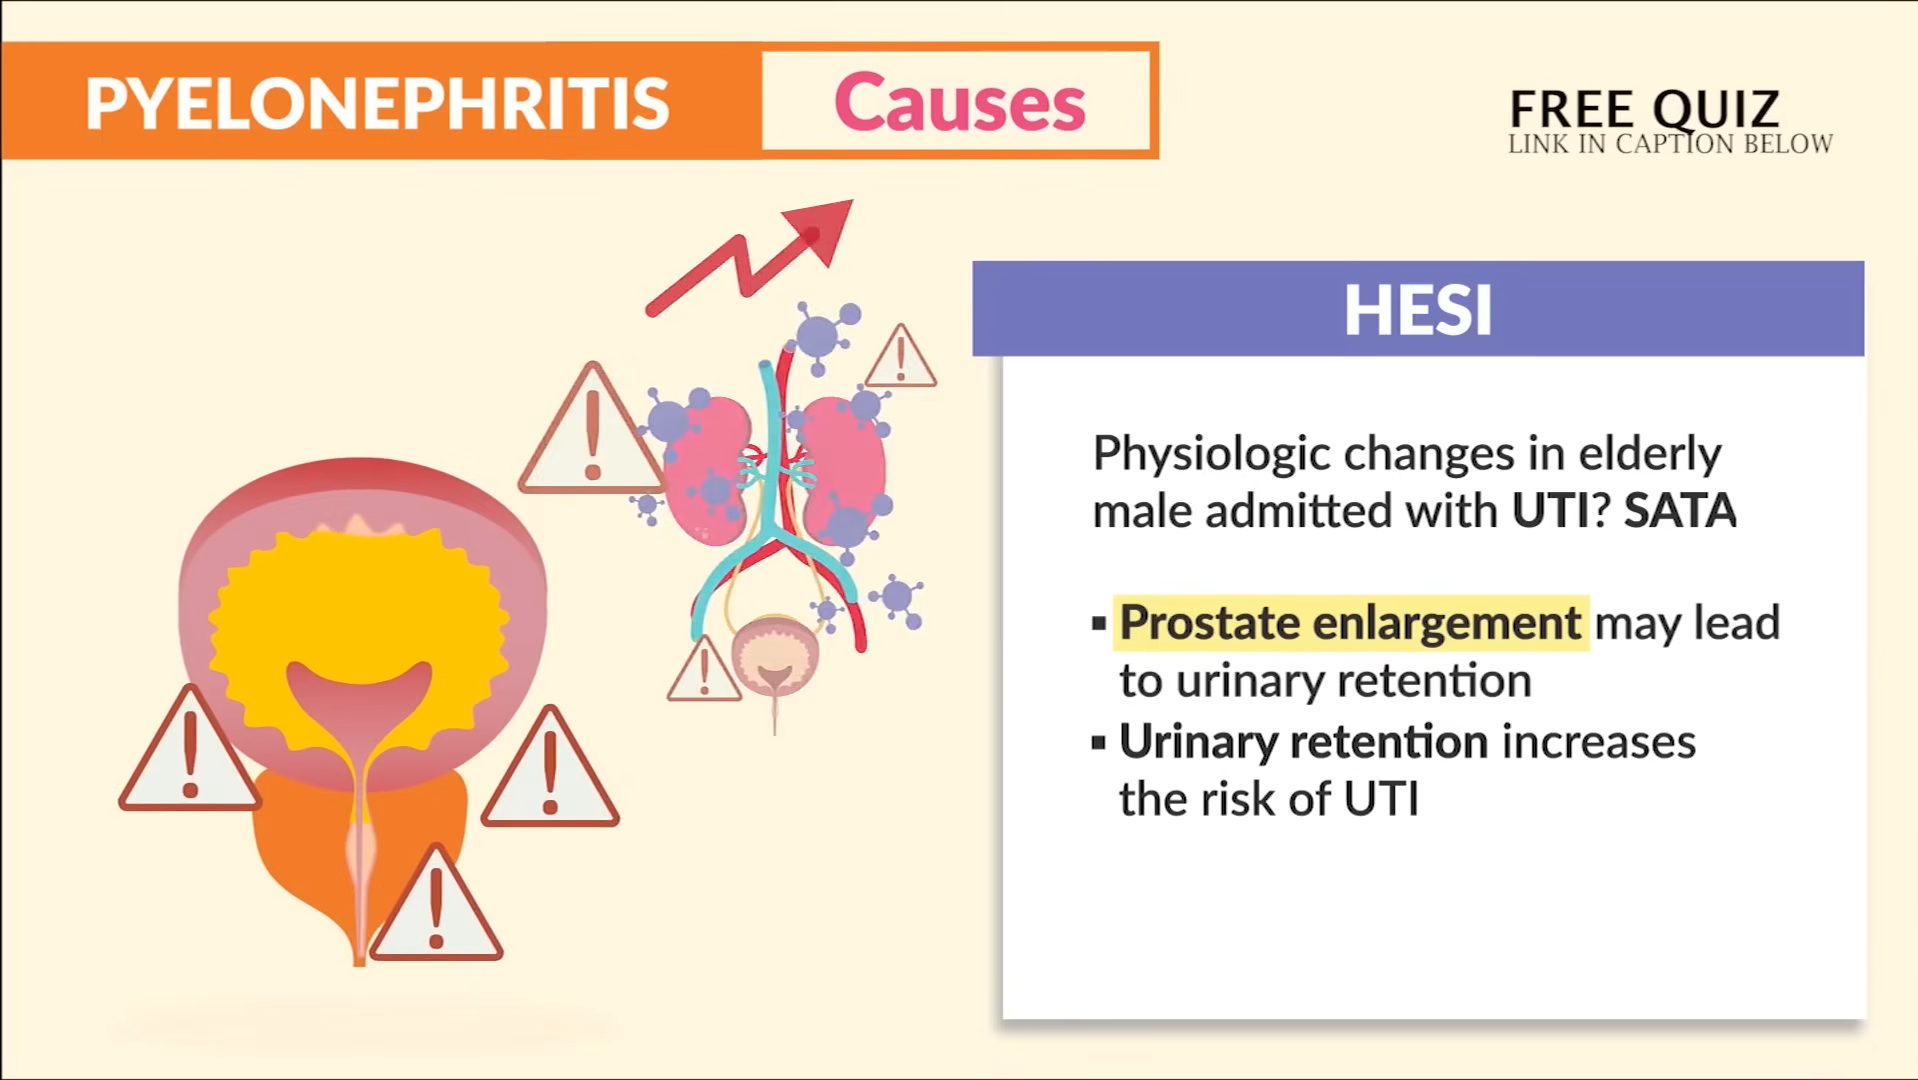 PYELONEPHRITIS
Causes
FREE QUIZ
LINK IN CAPTION BELOW
HESI
Physiologic changes in elderly
male admitted with UTI? SATA
▪ Prostate enlargement may lead
to urinary retention
▪ Urinary retention increases
the risk of UTI